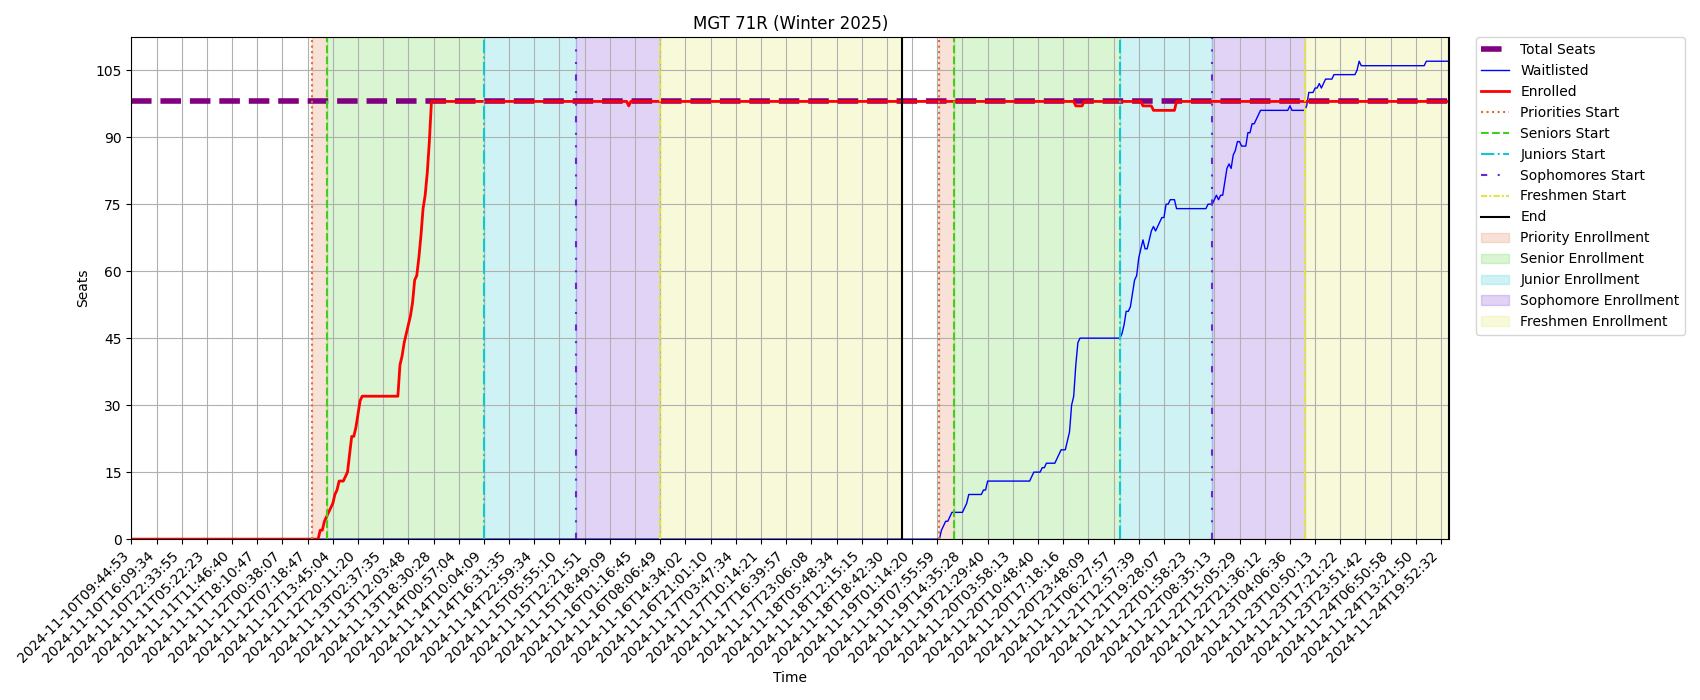 MGT 71R (Winter 2025)
Seats
105
90
75
60
45
30
15
0
2024-11-10T09:44:53
2024-11-10T16:09:34
2024-11-10T22:33:55
2024-11-11T05:22:23
2024-11-11T11:46:40
2024-11-11T18:10:47
2024-11-12T00:38:07
2024-11-12T07:18:47
2024-11-12T13:45:04
2024-11-12T20:11:20
2024-11-13T02:37:35
2024-11-13T12:03:48
2024-11-13T18:30:28
2024-11-14T00:57:04
2024-11-14T10:04:09
2024-11-14T16:31:35
2024-11-14T22:59:34
2024-11-15T05:55:10
2024-11-15T12:21:51
2024-11-15T18:49:09
2024-11-16T01:16:45
2024-11-16T08:06:49
2024-11-16T14:34:02
2024-11-16T21:01:10
2024-11-17T03:47:34
2024-11-17T10:14:21
2024-11-17T16:39:57
2024-11-17T23:06:08
2024-11-18T05:48:34
2024-11-18T12:15:15
2024-11-18T18:42:30
2024-11-19T01:14:20
2024-11-19T07:55:59
2024-11-19T14:35:28
2024-11-19T21:29:40
2024-11-20T03:58:13
2024-11-20T10:48:40
2024-11-20T17:18:16
2024-11-20T23:48:09
2024-11-21T06:27:57
2024-11-21T12:57:39
2024-11-21T19:28:07
2024-11-22T01:58:23
2024-11-22T08:35:13
2024-11-22T15:05:29
2024-11-22T21:36:12
2024-11-23T04:06:36
2024-11-23T10:50:13
2024-11-23T17:21:22
2024-11-23T23:51:42
2024-11-24T06:50:58
2024-11-24T13:21:50
2024-11-24T19:52:32
Time
Total Seats
Waitlisted
Enrolled
Priorities Start
Seniors Start
Juniors Start
Sophomores Start
Freshmen Start
End
Priority Enrollment
Senior Enrollment
Junior Enrollment
Sophomore Enrollment
Freshmen Enrollment